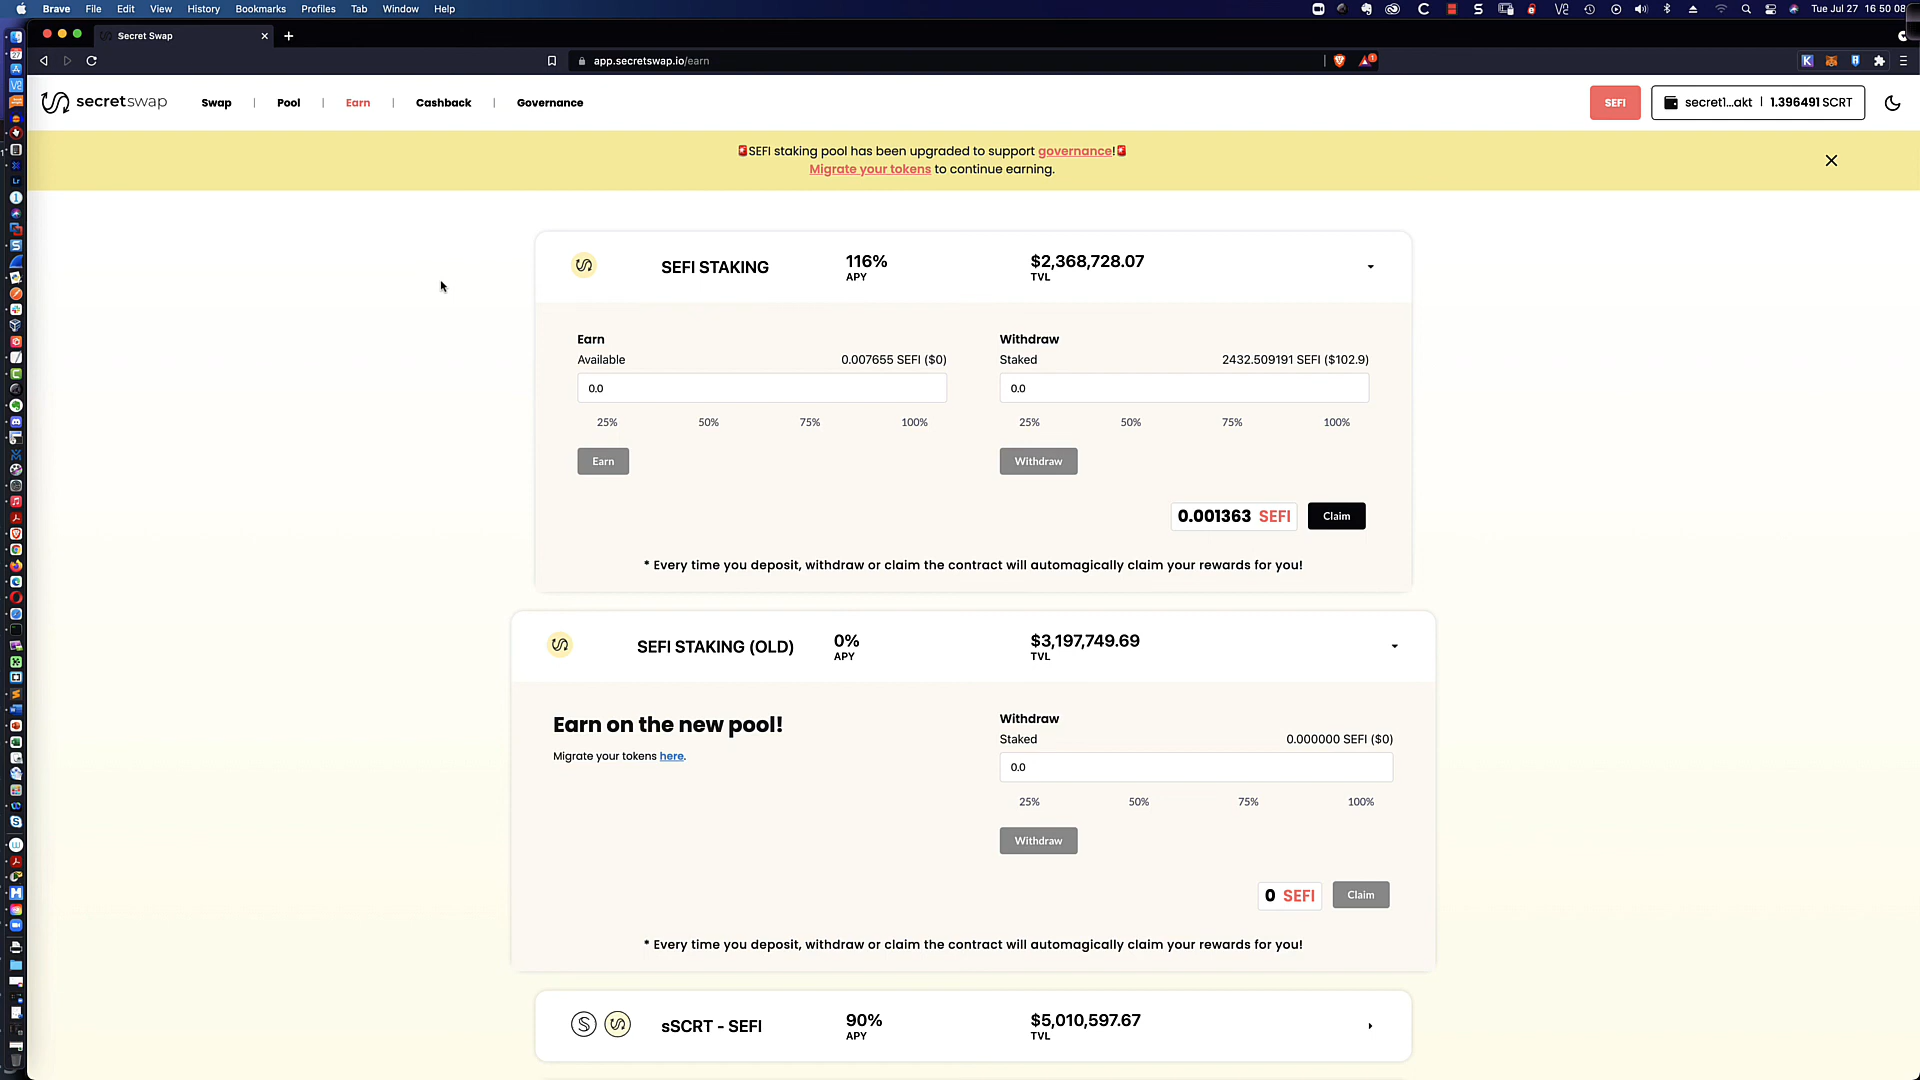 Brave File Edit View History Bookmarks Profiles Tab Window Help
Tue Jul 27 16 50 08
Secret Swap
app.secretswap.io/earn
secretswap
Swap | Pool | Earn | Cashback | Governance
SEFI
secret1...akt | 1.396491 SCRT
🚨SEFI staking pool has been upgraded to support governance!🚨
Migrate your tokens to continue earning.
SEFI STAKING
116%
APY
$2,368,728.07
TVL
Earn
Available 0.007655 SEFI ($0)
0.0
25% 50% 75% 100%
Earn
Withdraw
Staked 2432.509191 SEFI ($102.9)
0.0
25% 50% 75% 100%
Withdraw
0.001363 SEFI
Claim
* Every time you deposit, withdraw or claim the contract will automagically claim your rewards for you!
SEFI STAKING (OLD)
0%
APY
$3,197,749.69
TVL
Earn on the new pool!
Migrate your tokens here.
Withdraw
Staked 0.000000 SEFI ($0)
0.0
25% 50% 75% 100%
Withdraw
0 SEFI
Claim
* Every time you deposit, withdraw or claim the contract will automagically claim your rewards for you!
sSCRT - SEFI
90%
APY
$5,010,597.67
TVL